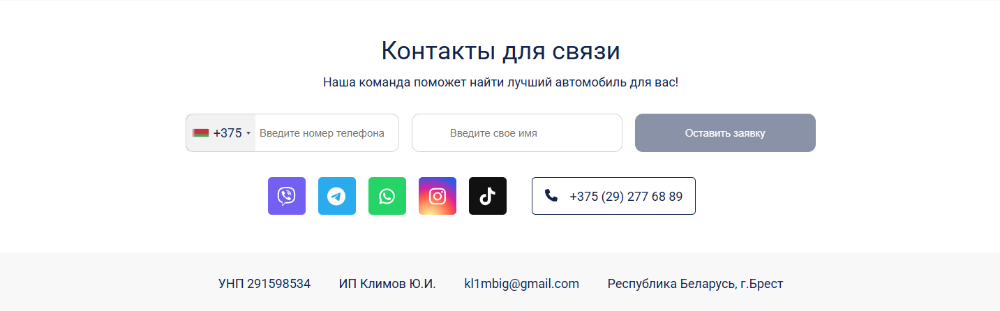 Контакты для связи
Наша команда поможет найти лучший автомобиль для вас!
+375 Введите номер телефона Введите свое имя Оставить заявку
+375 (29) 277 68 89
УНП 291598534 ИП Климов Ю.И. kl1mbig@gmail.com Республика Беларусь, г.Брест